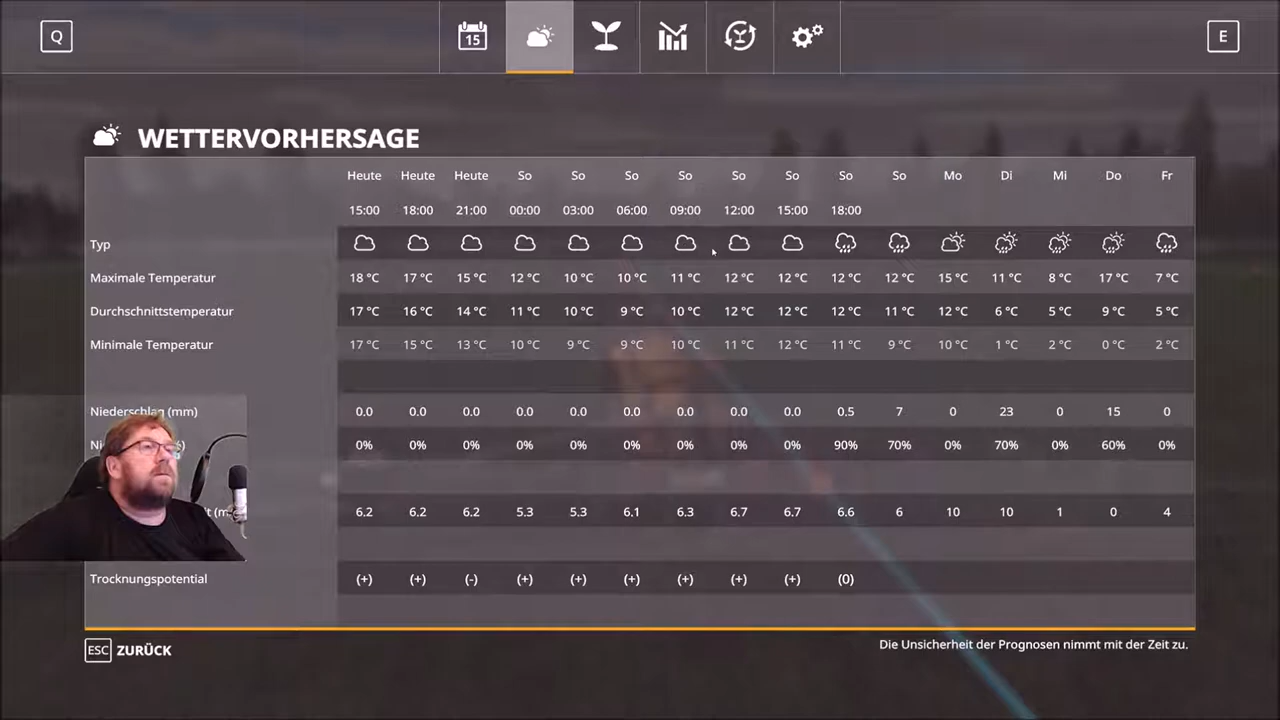 Q
15
E
WETTERVORHERSAGE
Heute Heute Heute So So So So So So So So Mo Di Mi Do Fr
15:00 18:00 21:00 00:00 03:00 06:00 09:00 12:00 15:00 18:00
Typ
Maximale Temperatur 18 °C 17 °C 15 °C 12 °C 10 °C 10 °C 11 °C 12 °C 12 °C 12 °C 12 °C 15 °C 11 °C 8 °C 17 °C 7 °C
Durchschnittstemperatur 17 °C 16 °C 14 °C 11 °C 10 °C 9 °C 10 °C 12 °C 12 °C 12 °C 11 °C 12 °C 6 °C 5 °C 9 °C 5 °C
Minimale Temperatur 17 °C 15 °C 13 °C 10 °C 9 °C 9 °C 10 °C 11 °C 12 °C 11 °C 9 °C 10 °C 1 °C 2 °C 0 °C 2 °C
Niederschlag (mm) 0.0 0.0 0.0 0.0 0.0 0.0 0.0 0.0 0.0 0.5 7 0 23 0 15 0
0% 0% 0% 0% 0% 0% 0% 0% 0% 90% 70% 0% 70% 0% 60% 0%
6.2 6.2 6.2 5.3 5.3 6.1 6.3 6.7 6.7 6.6 6 10 10 1 0 4
Trocknungspotential (+) (+) (-) (+) (+) (+) (+) (+) (+) (0)
ESC ZURÜCK
Die Unsicherheit der Prognosen nimmt mit der Zeit zu.